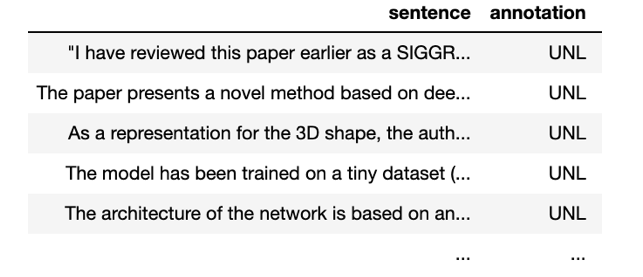 sentence annotation
"I have reviewed this paper earlier as a SIGGR... UNL
The paper presents a novel method based on dee... UNL
As a representation for the 3D shape, the auth... UNL
The model has been trained on a tiny dataset (... UNL
The architecture of the network is based on an... UNL
... ...